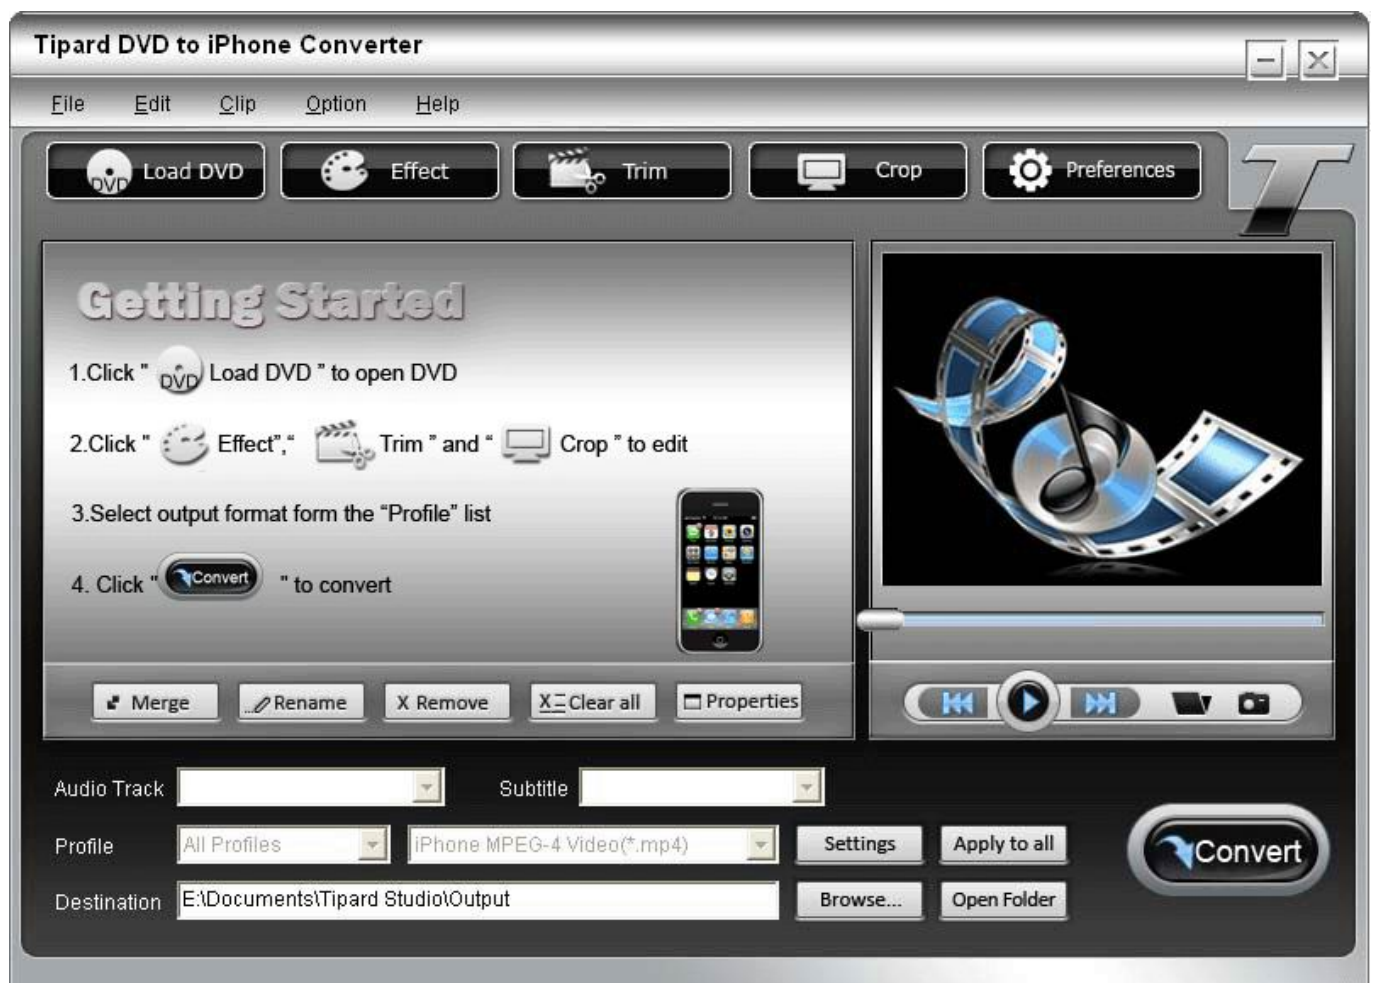 Tipard DVD to iPhone Converter
File Edit Clip Option Help
DVD Load DVD Effect Trim Crop Preferences
T
Getting Started
1.Click " DVD Load DVD " to open DVD
2.Click " Effect",“ Trim ” and “ Crop ” to edit
3.Select output format form the “Profile” list
4. Click " Convert " to convert
Merge Rename X Remove X Clear all Properties
Audio Track Subtitle
Profile All Profiles iPhone MPEG-4 Video(*.mp4) Settings Apply to all
Convert
Destination E:\Documents\Tipard Studio\Output Browse... Open Folder